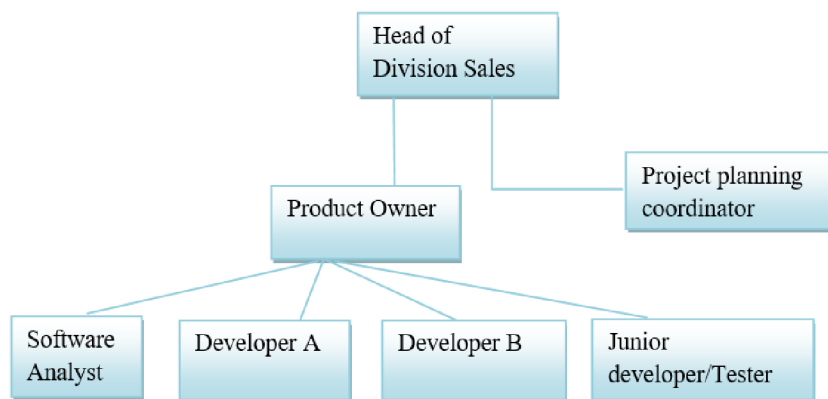 Head of
Division Sales
Project planning
coordinator
Product Owner
Software
Analyst
Developer A
Developer B
Junior
developer/Tester